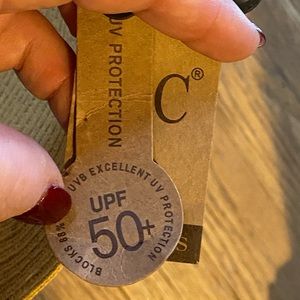 UV PROTECTION
C®
UVB EXCELLENT UV PROTECTION
UPF
50+
BLOCKS 98%
S